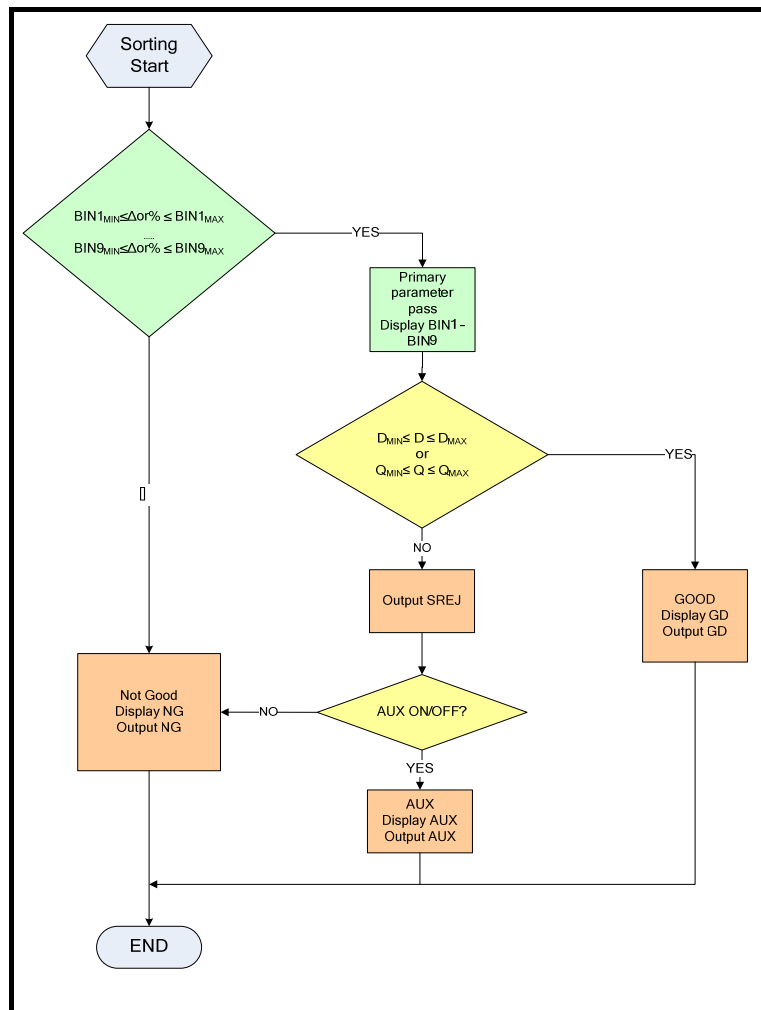 Sorting
Start
BIN1MIN≤Δor% ≤ BIN1MAX
.....
BIN9MIN≤Δor% ≤ BIN9MAX
YES
Primary
parameter
pass
Display BIN1–
BIN9
DMIN≤ D ≤ DMAX
or
QMIN≤ Q ≤ QMAX
YES
NO
Output SREJ
GOOD
Display GD
Output GD
Not Good
Display NG
Output NG
NO
AUX ON/OFF?
YES
AUX
Display AUX
Output AUX
END